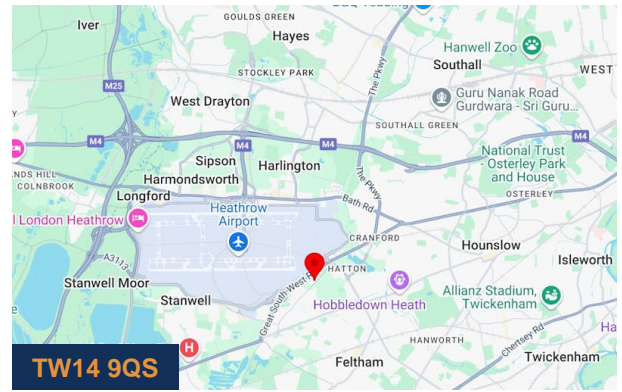 GOULDS GREEN
Iver
Hayes
Hanwell Zoo
Southall
WEST
STOCKLEY PARK
The Pkwy
M25
West Drayton
Guru Nanak Road
Gurdwara - Sri Guru...
SOUTHALL GREEN
M4
M4
M4
National Trust
- Osterley Park
and House
Sipson
Harlington
Harmondsworth
COLNBROOK
Longford
The Pkwy
OSTERLEY
Bath Rd
l London Heathrow
Heathrow
Airport
CRANFORD
Hounslow
A3113
Isleworth
Stanwell Moor
HATTON
Great South-West Rd
Stanwell
Hobbledown Heath
Allianz Stadium,
Twickenham
H
HANWORTH
Chertsey Rd
TW14 9QS
Feltham
Twickenham